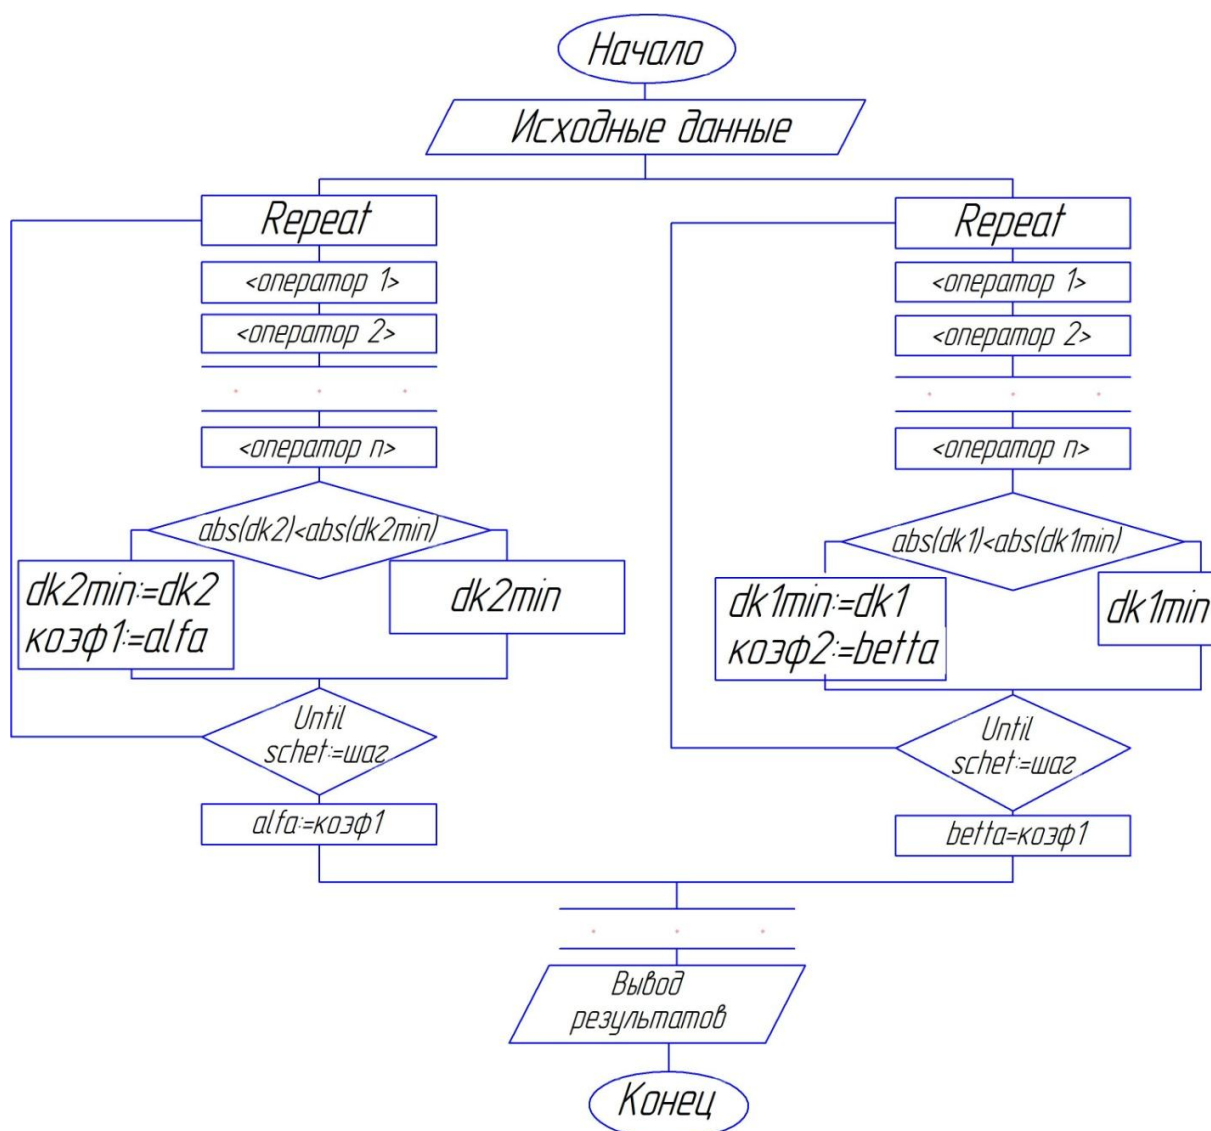 Начало
Исходные данные
Repeat
<оператор 1>
<оператор 2>
<оператор n>
abs(dk2)<abs(dk2min)
dk2min:=dk2
коэф1:=alfa
dk2min
Until
schet:=шаг
alfa:=коэф1
Repeat
<оператор 1>
<оператор 2>
<оператор n>
abs(dk1)<abs(dk1min)
dk1min:=dk1
коэф2:=betta
dk1min
Until
schet:=шаг
betta=коэф1
Вывод
результатов
Конец